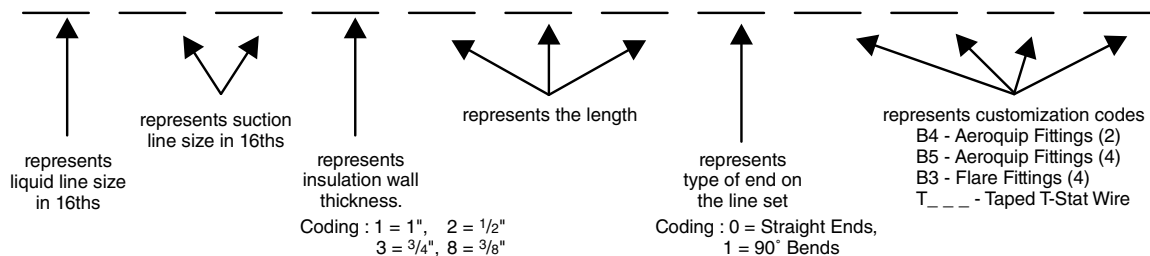 represents suction
line size in 16ths
represents the length
represents customization codes
B4 - Aeroquip Fittings (2)
B5 - Aeroquip Fittings (4)
B3 - Flare Fittings (4)
T_ _ _ - Taped T-Stat Wire
represents
liquid line size
in 16ths
represents
insulation wall
thickness.
Coding : 1 = 1", 2 = 1/2"
3 = 3/4", 8 = 3/8"
represents
type of end on
the line set
Coding : 0 = Straight Ends,
1 = 90° Bends